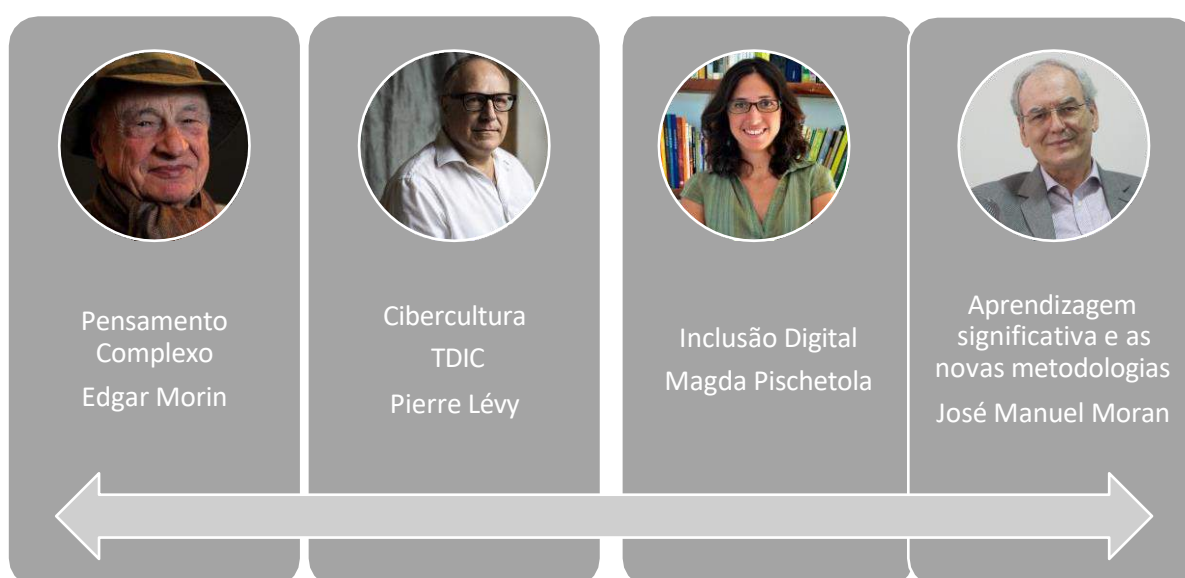 Pensamento
Complexo
Edgar Morin
Cibercultura
TDIC
Pierre Lévy
Inclusão Digital
Magda Pischetola
Aprendizagem
significativa e as
novas metodologias
José Manuel Moran